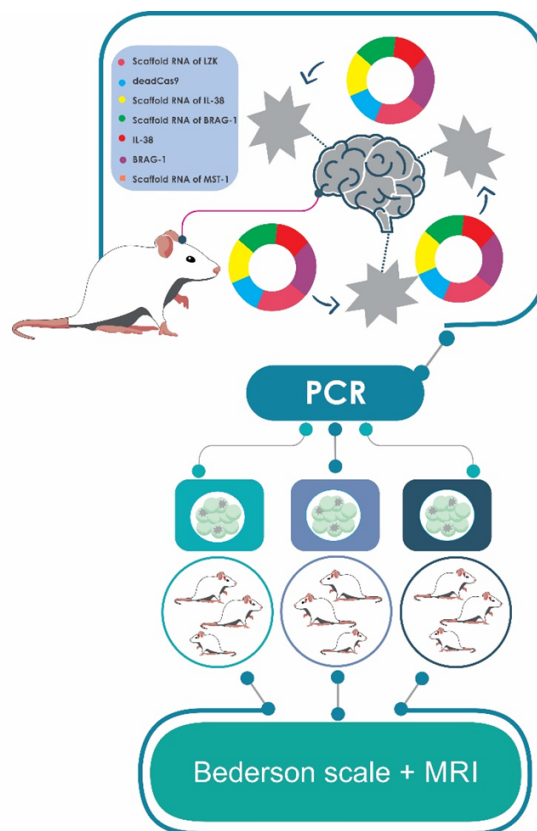 Scaffold RNA of LZK
deadCas9
Scaffold RNA of IL-38
Scaffold RNA of BRAG-1
IL-38
BRAG-1
Scaffold RNA of MST-1
PCR
Bederson scale + MRI